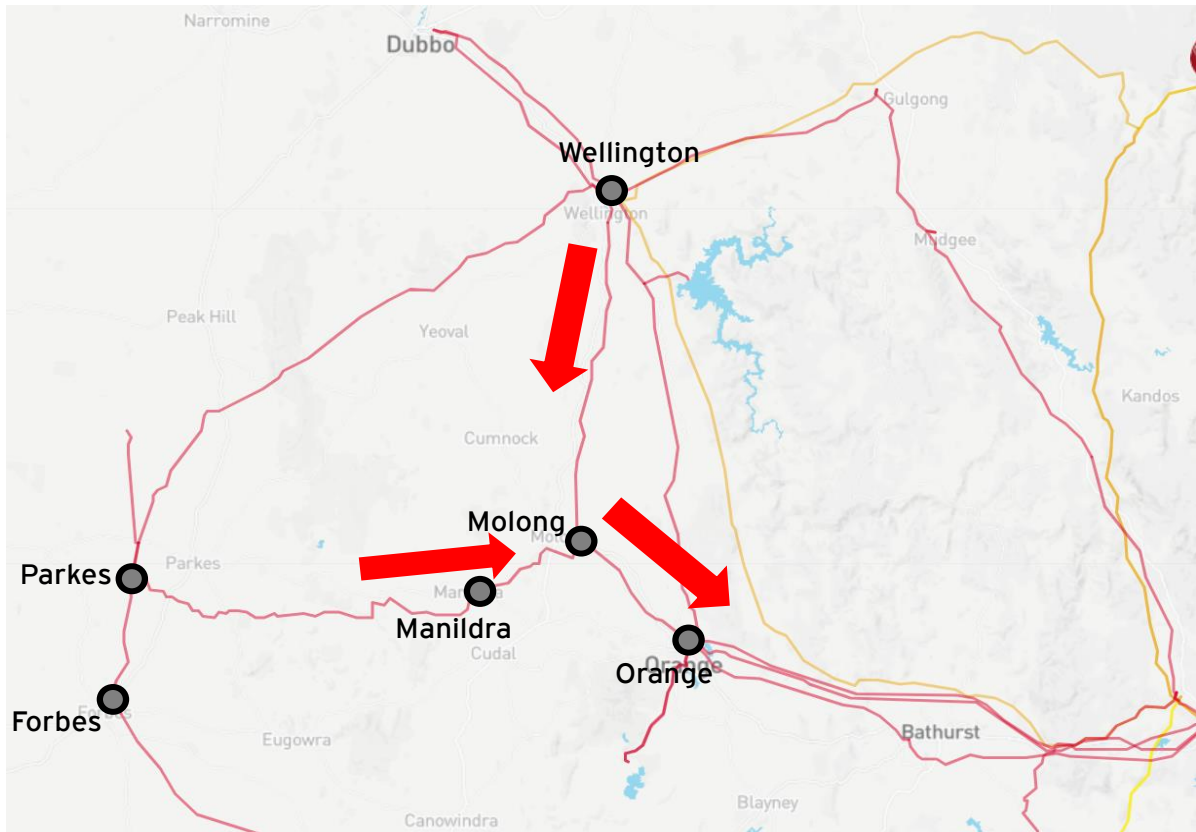 Narromine
Dubbo
Gulgong
Wellington
Wellington
Mudgee
Peak Hill
Yeoval
Kandos
Cumnock
Molong
Parkes
Parkes
Manildra
Cudal
Orange
Orange
Forbes
Eugowra
Bathurst
Blayney
Canowindra